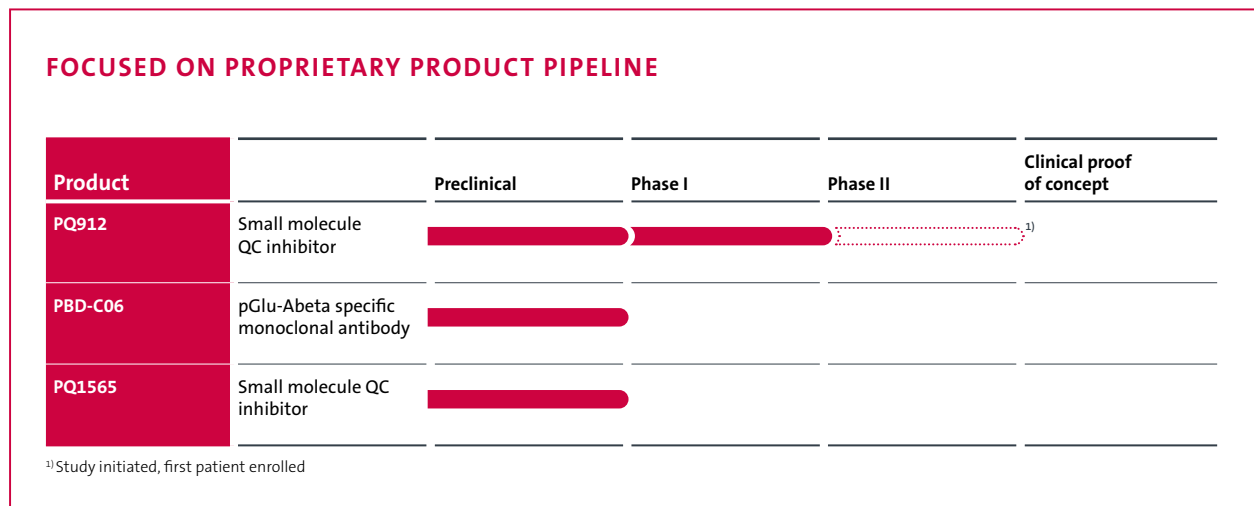 FOCUSED ON PROPRIETARY PRODUCT PIPELINE
Product
Preclinical
Phase I
Phase II
Clinical proof
of concept
PQ912
Small molecule
QC inhibitor
1)
PBD-C06
pGlu-Abeta specific
monoclonal antibody
PQ1565
Small molecule QC
inhibitor
1) Study initiated, first patient enrolled